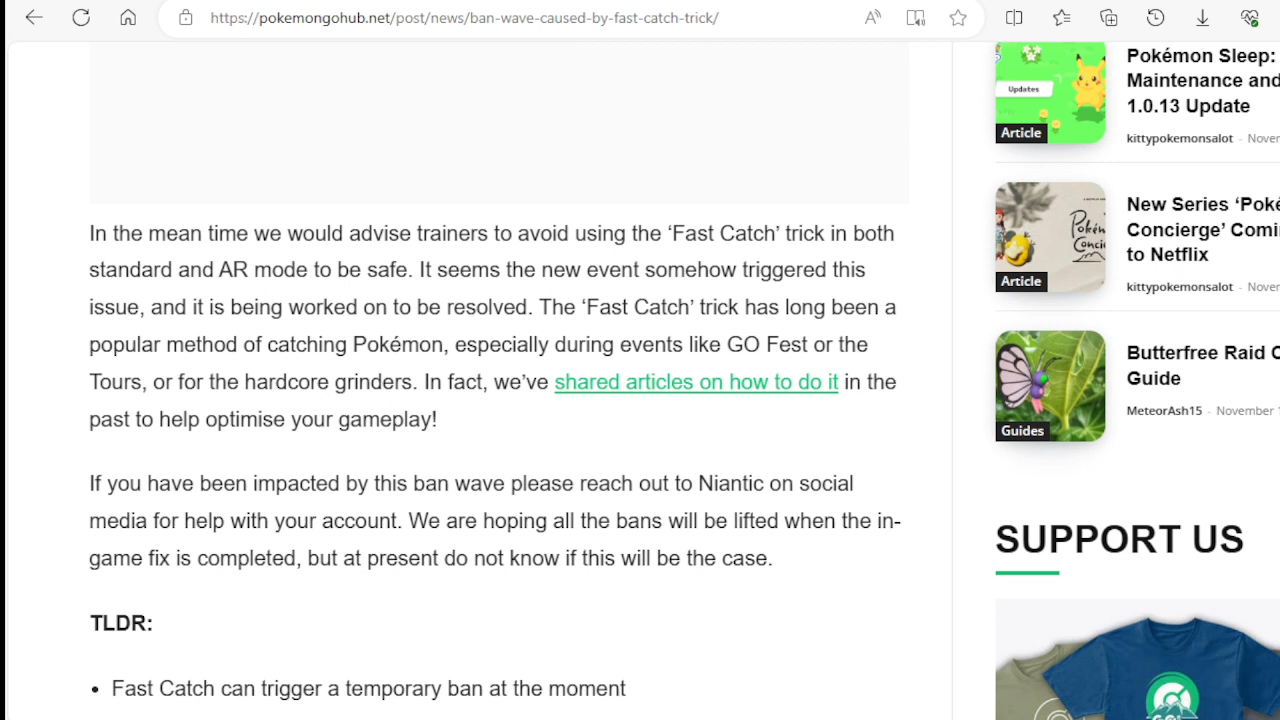 https://pokemongohub.net/post/news/ban-wave-caused-by-fast-catch-trick/
In the mean time we would advise trainers to avoid using the ‘Fast Catch’ trick in both
standard and AR mode to be safe. It seems the new event somehow triggered this
issue, and it is being worked on to be resolved. The ‘Fast Catch’ trick has long been a
popular method of catching Pokémon, especially during events like GO Fest or the
Tours, or for the hardcore grinders. In fact, we’ve shared articles on how to do it in the
past to help optimise your gameplay!
If you have been impacted by this ban wave please reach out to Niantic on social
media for help with your account. We are hoping all the bans will be lifted when the in-
game fix is completed, but at present do not know if this will be the case.
TLDR:
• Fast Catch can trigger a temporary ban at the moment
Updates
Article
Pokémon Sleep:
Maintenance and
1.0.13 Update
kittypokemonsalot - Nover
Article
New Series ‘Poké
Concierge’ Comi
to Netflix
kittypokemonsalot - Nover
Guides
Butterfree Raid C
Guide
MeteorAsh15 - November 1
SUPPORT US